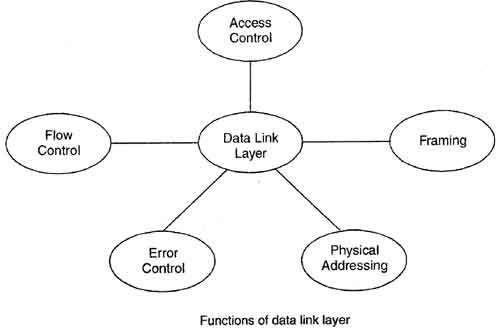 Access
Control
Flow
Control
Data Link
Layer
Framing
Error
Control
Physical
Addressing
Functions of data link layer